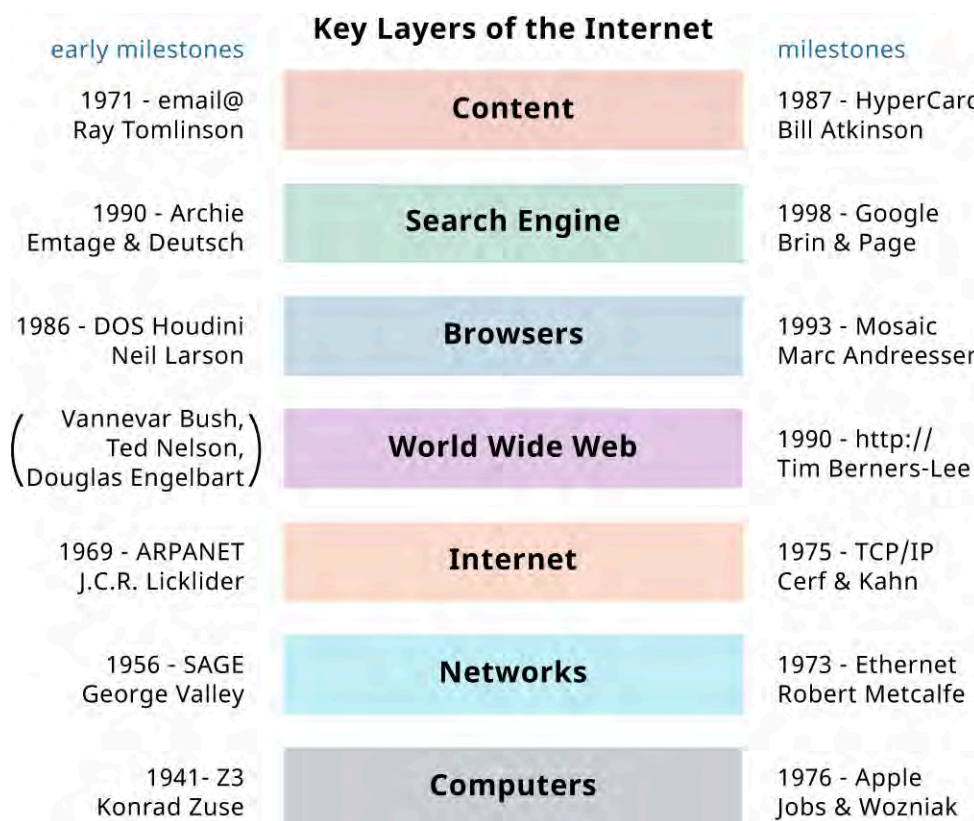 Key Layers of the Internet
early milestones
milestones
1971 - email@
Ray Tomlinson
Content
1987 - HyperCard
Bill Atkinson
1990 - Archie
Emtage & Deutsch
Search Engine
1998 - Google
Brin & Page
1986 - DOS Houdini
Neil Larson
Browsers
1993 - Mosaic
Marc Andreessen
(Vannevar Bush,
Ted Nelson,
Douglas Engelbart)
World Wide Web
1990 - http://
Tim Berners-Lee
1969 - ARPANET
J.C.R. Licklider
Internet
1975 - TCP/IP
Cerf & Kahn
1956 - SAGE
George Valley
Networks
1973 - Ethernet
Robert Metcalfe
1941- Z3
Konrad Zuse
Computers
1976 - Apple
Jobs & Wozniak